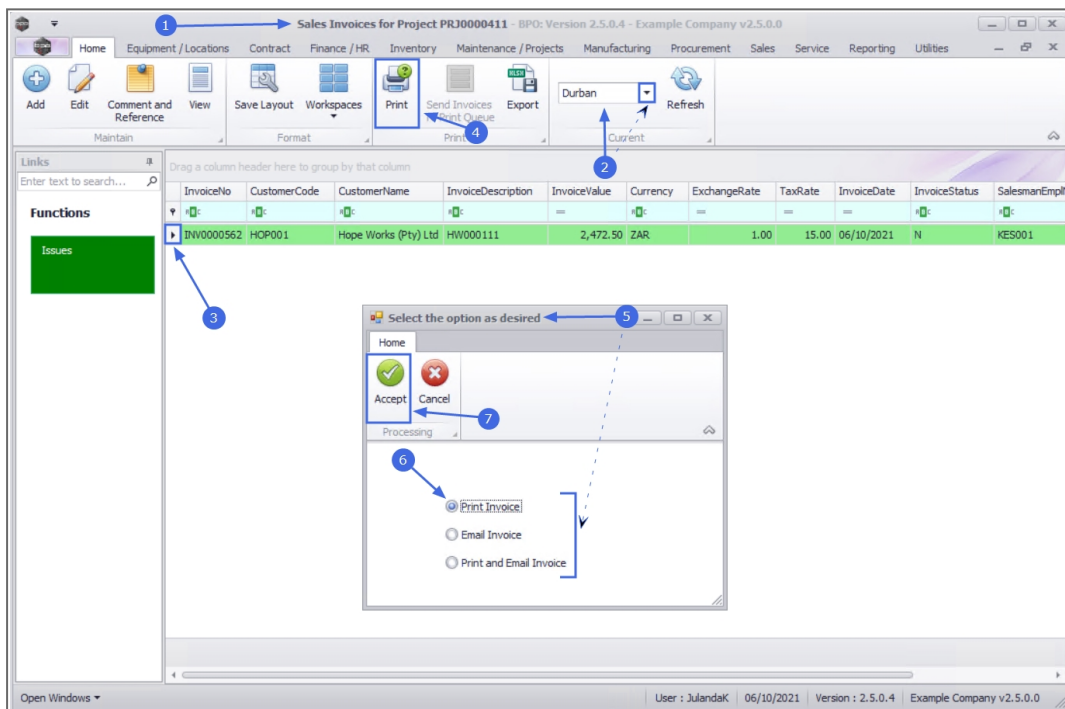 Sales Invoices for Project PRJ0000411 - BPO: Version 2.5.0.4 - Example Company v2.5.0.0
1
Home Equipment / Locations Contract Finance / HR Inventory Maintenance / Projects Manufacturing Procurement Sales Service Reporting Utilities
Add Edit Comment and Reference View Save Layout Workspaces Print Send Invoices to Print Queue Export Durban Refresh
4
2
Maintain Format Print Current
Links
Enter text to search...
Functions
Issues
Drag a column header here to group by that column
InvoiceNo CustomerCode CustomerName InvoiceDescription InvoiceValue Currency ExchangeRate TaxRate InvoiceDate InvoiceStatus SalesmanEmpl
INV0000562 HOP001 Hope Works (Pty) Ltd HW000111 2,472.50 ZAR 1.00 15.00 06/10/2021 N KES001
3
Select the option as desired
5
Home
Accept Cancel
7
Processing
6
Print Invoice
Email Invoice
Print and Email Invoice
Open Windows User : JulandaK 06/10/2021 Version : 2.5.0.4 Example Company v2.5.0.0